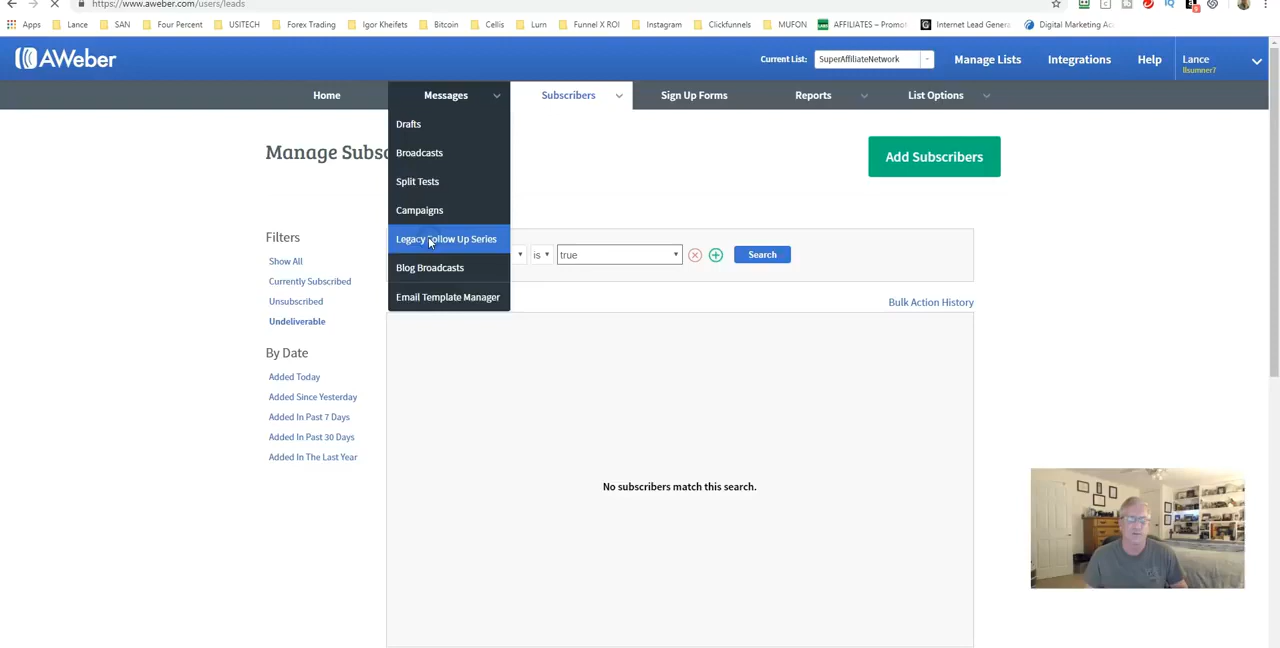 https://www.aweber.com/users/leads
Apps Lance SAN Four Percent USITECH Forex Trading Igor Kheifets Bitcoin Cellis Lurn Funnel X ROI Instagram Clickfunnels MUFON AFFILIATES – Promot Internet Lead Genera Digital Marketing Ac
AWeber
Current List: SuperAffiliateNetwork Manage Lists Integrations Help Lance
llsumner7
Home Messages Subscribers Sign Up Forms Reports List Options
Drafts
Manage Subsc
Add Subscribers
Broadcasts
Split Tests
Campaigns
Filters
Legacy Follow Up Series
is true Search
Show All
Blog Broadcasts
Currently Subscribed
Email Template Manager
Unsubscribed
Bulk Action History
Undeliverable
By Date
Added Today
Added Since Yesterday
Added In Past 7 Days
Added In Past 30 Days
Added In The Last Year
No subscribers match this search.